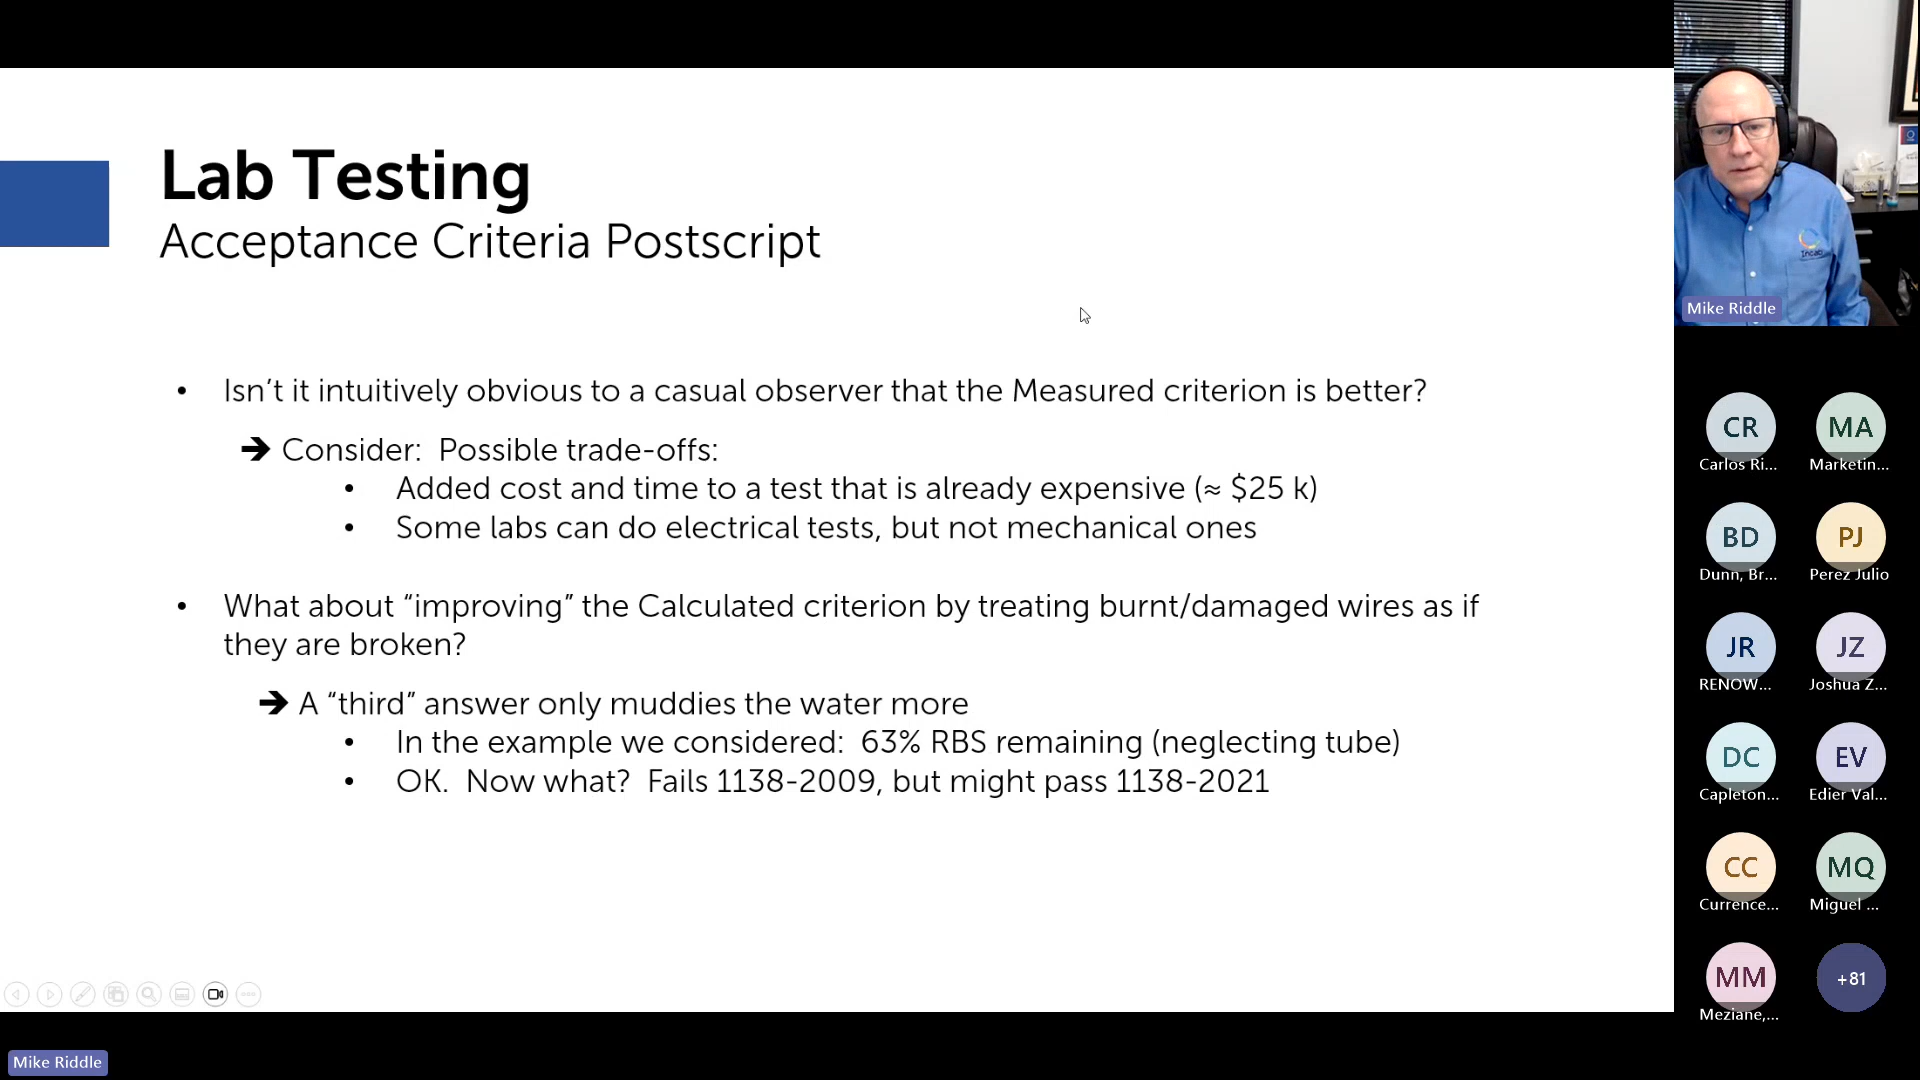 Lab Testing
Acceptance Criteria Postscript
• Isn’t it intuitively obvious to a casual observer that the Measured criterion is better?
➔ Consider: Possible trade-offs:
• Added cost and time to a test that is already expensive (≈ $25 k)
• Some labs can do electrical tests, but not mechanical ones
• What about “improving” the Calculated criterion by treating burnt/damaged wires as if
they are broken?
➔ A “third” answer only muddies the water more
• In the example we considered: 63% RBS remaining (neglecting tube)
• OK. Now what? Fails 1138-2009, but might pass 1138-2021
Mike Riddle
Incab
Mike Riddle
CR MA
Carlos Ri... Marketin...
BD PJ
Dunn, Br... Perez Julio
JR JZ
RENOW... Joshua Z...
DC EV
Capleton... Edier Val...
CC MQ
Currence... Miguel ...
MM +81
Meziane,...